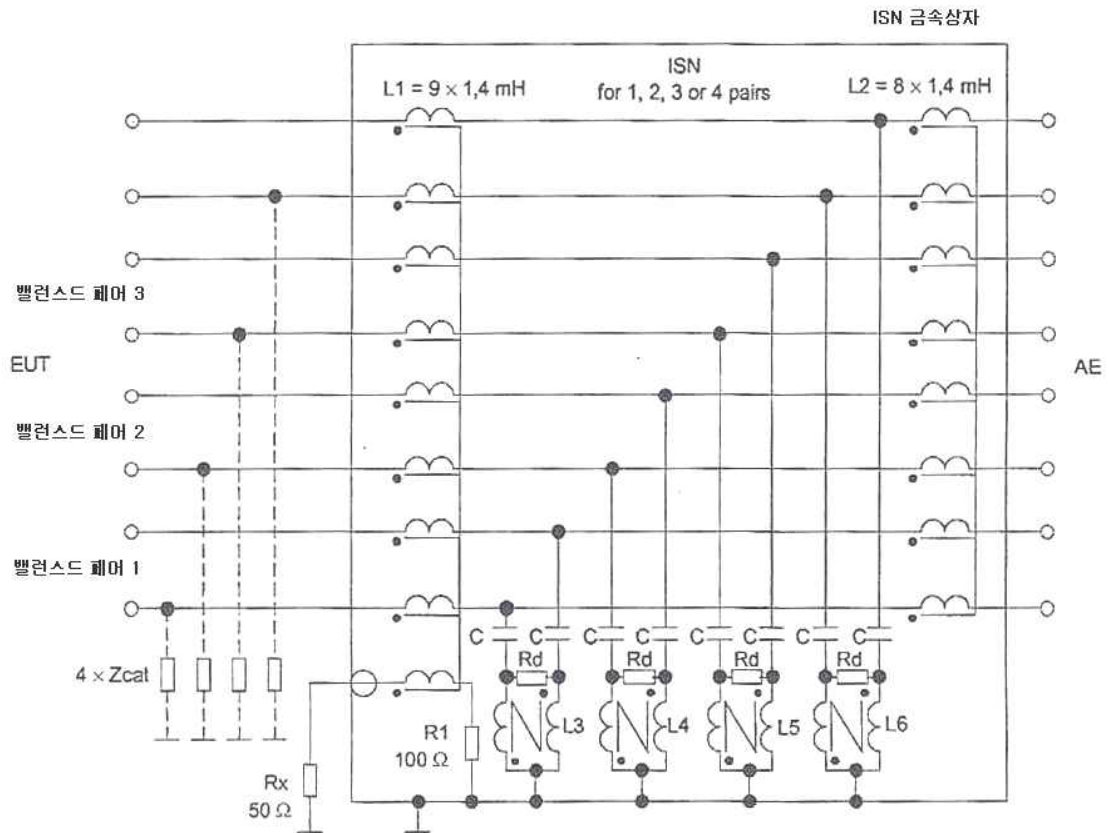 ISN 금속상자
ISN
for 1, 2, 3 or 4 pairs
L1 = 9 × 1,4 mH
L2 = 8 × 1,4 mH
밸런스드 페어 3
EUT
AE
밸런스드 페어 2
밸런스드 페어 1
C C C C C C C C
Rd Rd Rd Rd
4 × Zcat
L3 L4 L5 L6
R1
100 Ω
Rx
50 Ω